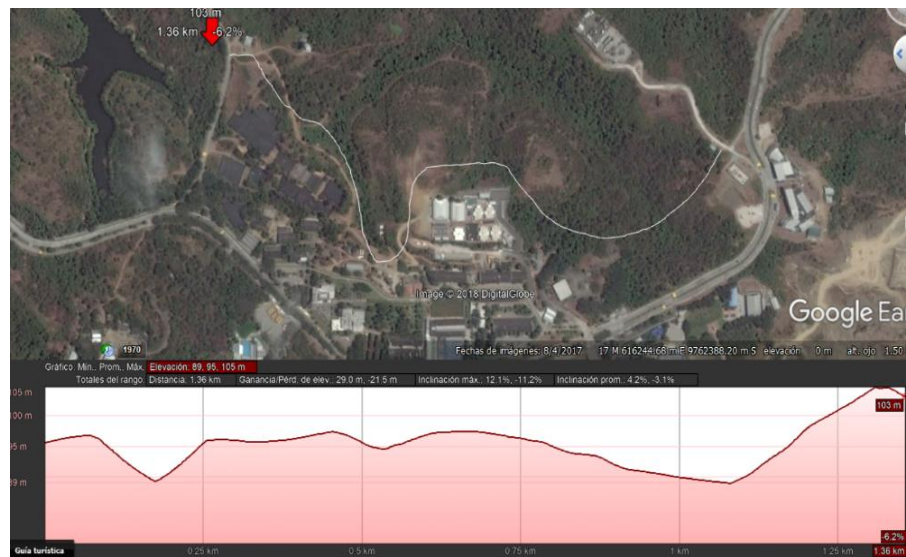 103 m
1.36 km -6.2%
Image © 2018 DigitalGlobe
Google Ea
1970
Fechas de imágenes: 8/4/2017 17 M 616244.68 m E 9762388.20 m S elevación 0 m alt. ojo 1.50
Gráfico: Mín., Prom., Máx. Elevación: 89, 95, 105 m
Totales del rango: Distancia: 1.36 km Ganancia/Pérd. de elev.: 29.0 m, -21.5 m Inclinación máx.: 12.1%, -11.2% Inclinación prom.: 4.2%, -3.1%
105 m
103 m
100 m
95 m
89 m
-6.2%
Guía turística
0.25 km 0.5 km 0.75 km 1 km 1.25 km 1.36 km